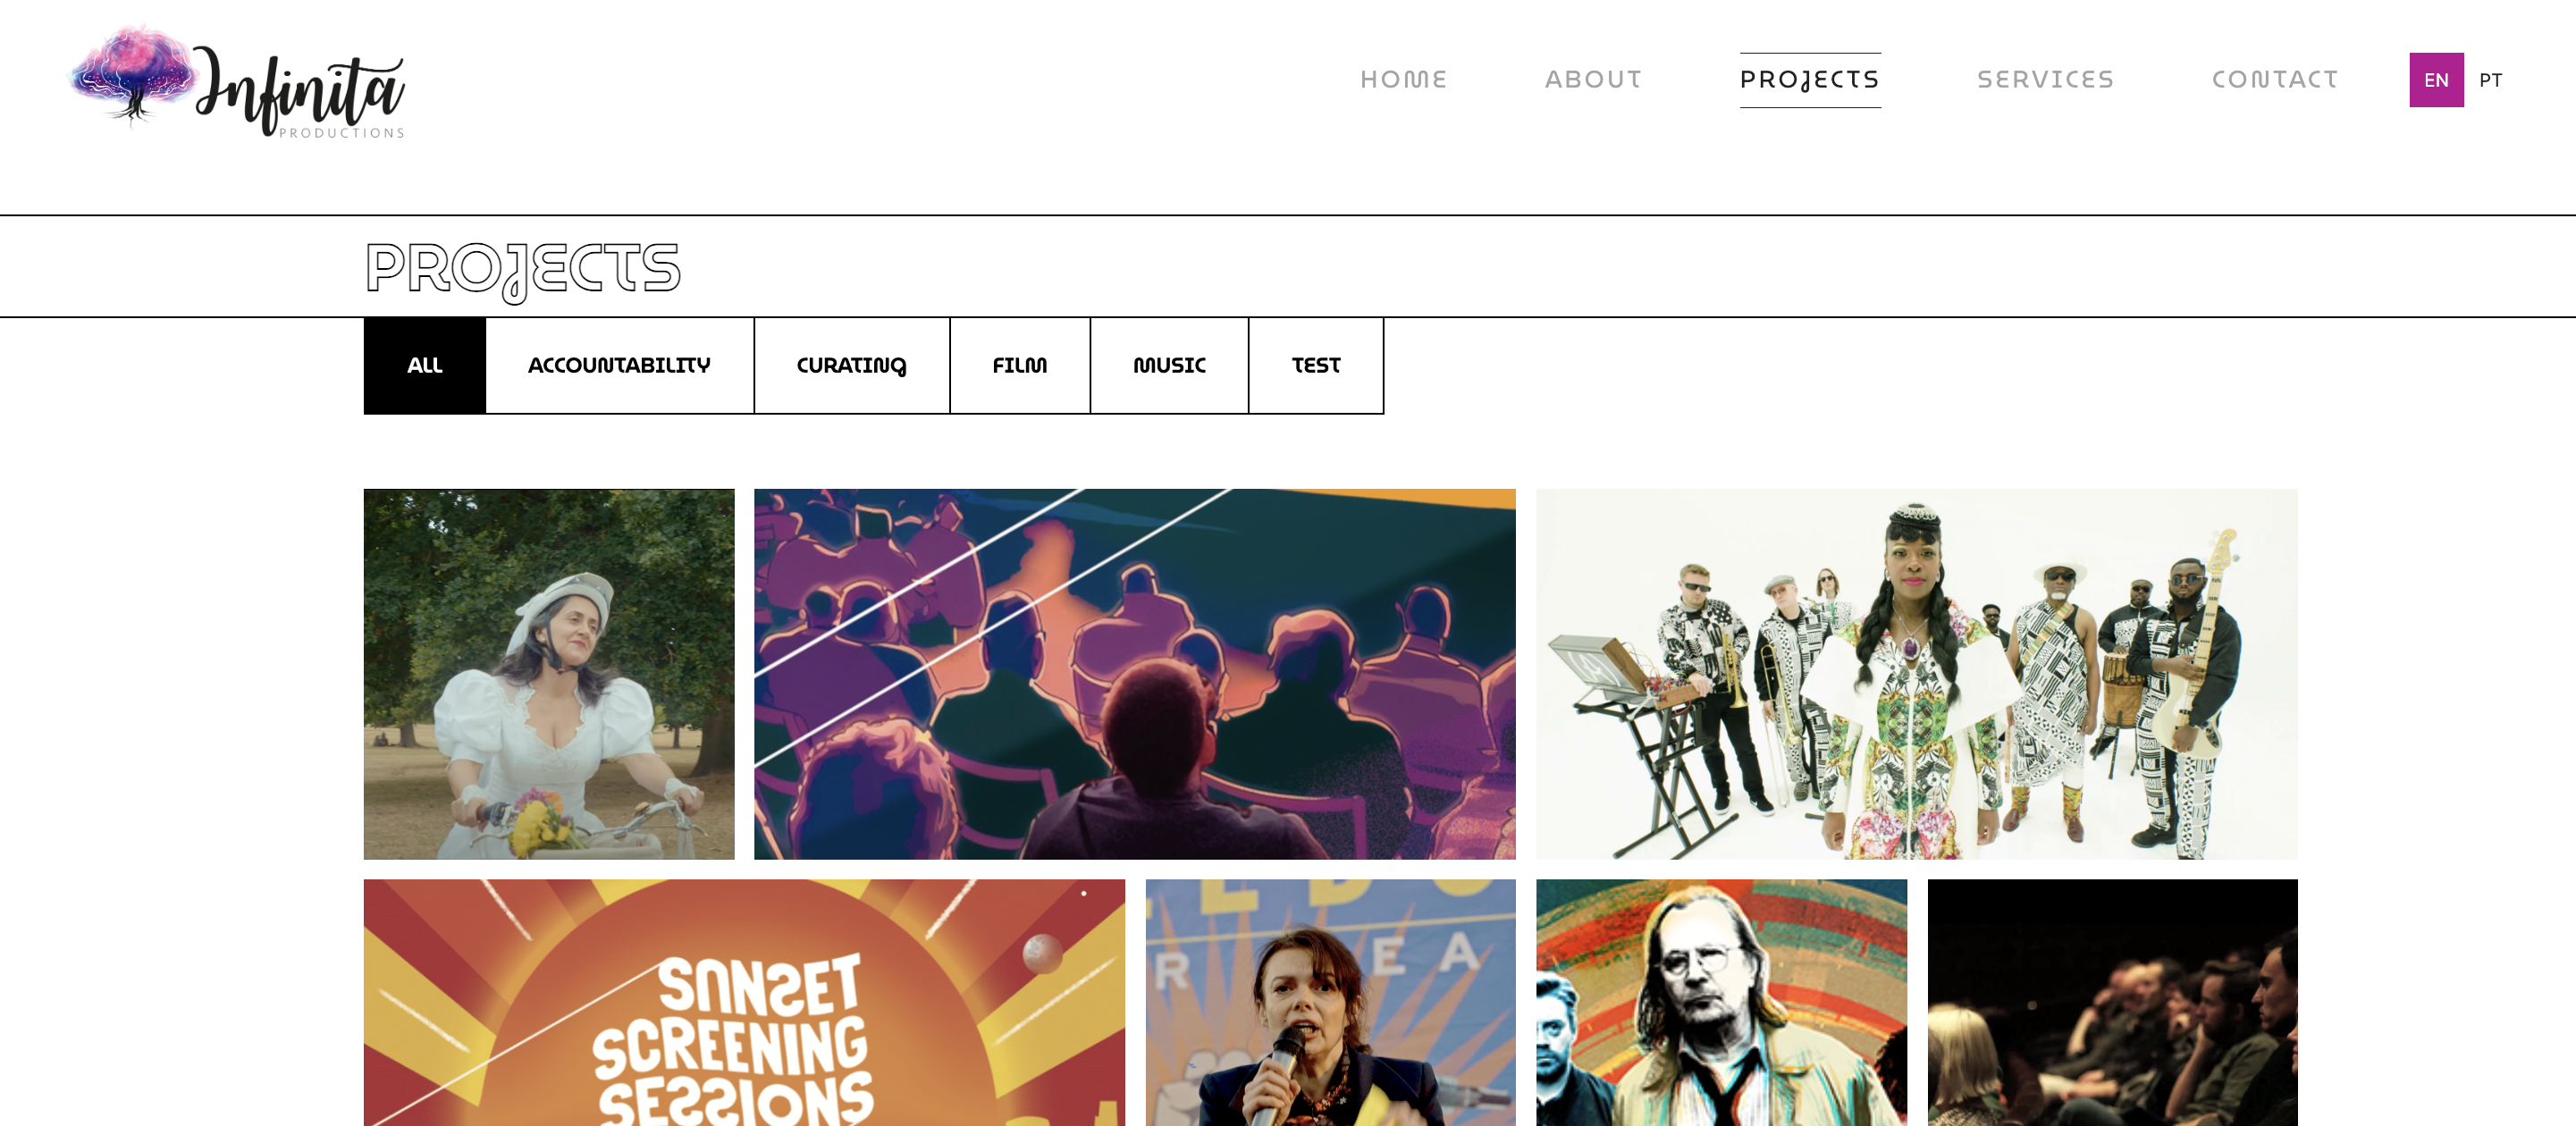 Infinita
PRODUCTIONS
HOME ABOUT PROJECTS SERVICES CONTACT EN PT
PROJECTS
ALL ACCOUNTABILITY CURATING FILM MUSIC TEST
SUNSET
SCREENING
SESSIONS